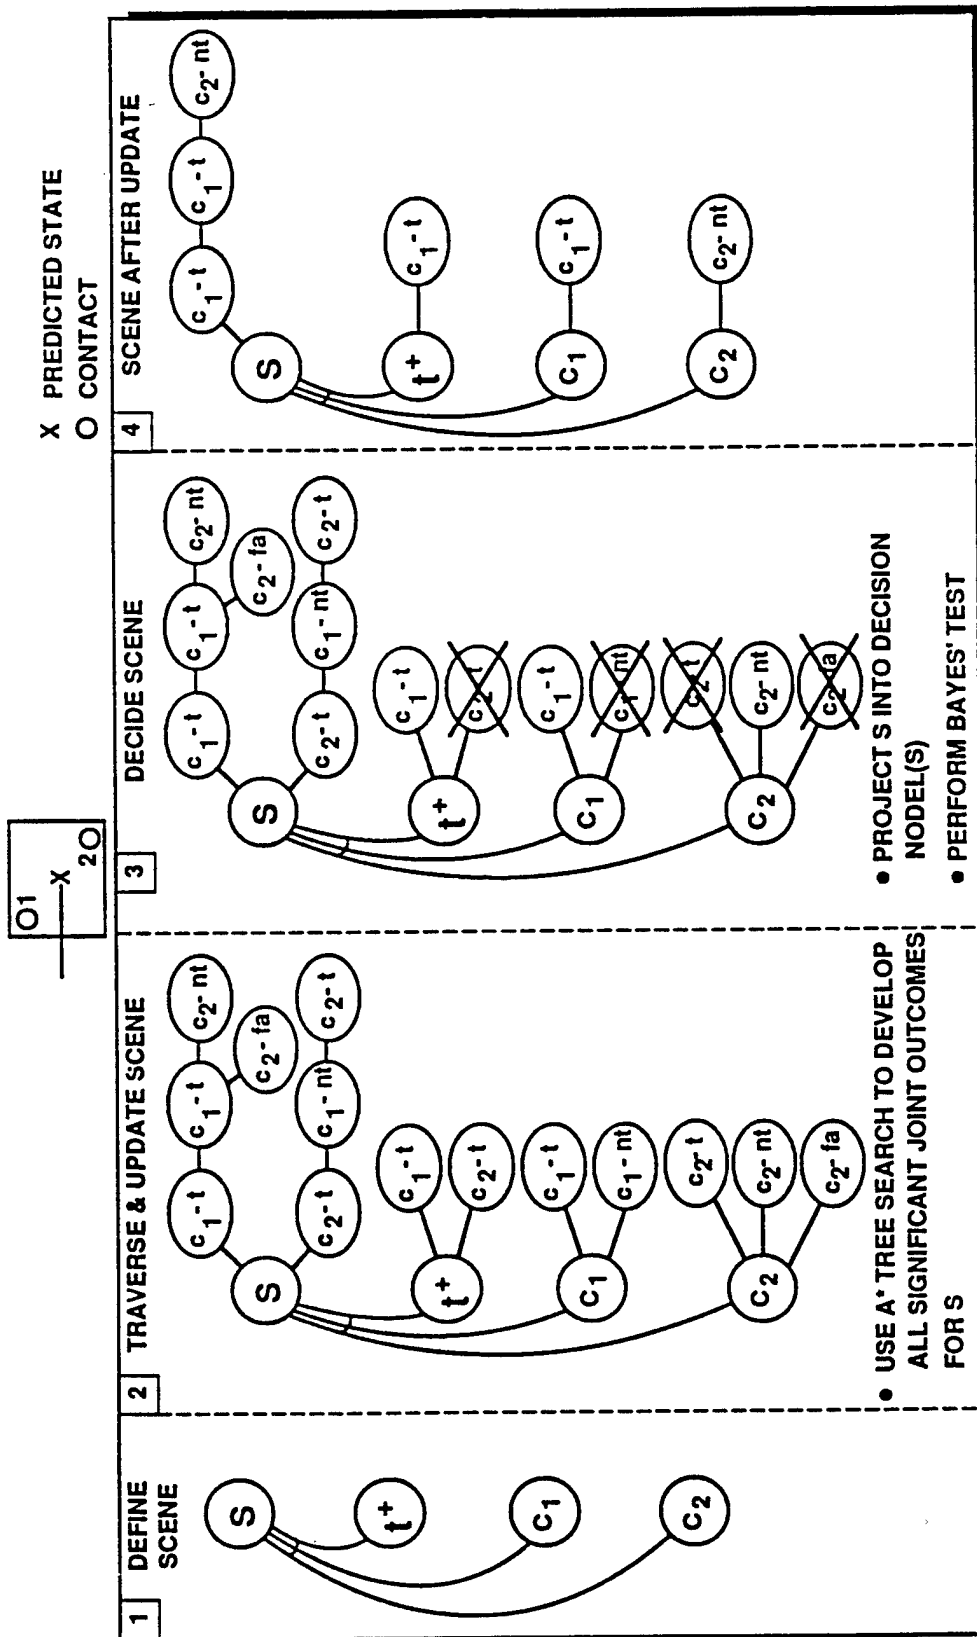 O1
X
2O
X PREDICTED STATE
O CONTACT
1 DEFINE
SCENE
S
t+
C1
C2
2 TRAVERSE & UPDATE SCENE
S
c1-t
c1-t
c2-nt
c2-fa
c2-t
c1-nt
c2-t
t+
c1-t
c2-t
C1
c1-t
c1-nt
C2
c2-t
c2-nt
c2-fa
● USE A* TREE SEARCH TO DEVELOP
ALL SIGNIFICANT JOINT OUTCOMES
FOR S
3 DECIDE SCENE
S
c1-t
c1-t
c2-nt
c2-fa
c2-t
c1-nt
c2-t
t+
c1-t
c2-t
C1
c1-t
c1-nt
C2
c2-t
c2-nt
c2-fa
● PROJECT S INTO DECISION
NODEL(S)
● PERFORM BAYES' TEST
4 SCENE AFTER UPDATE
S
c1-t
c1-t
c2-nt
t+
c1-t
C1
c1-t
C2
c2-nt